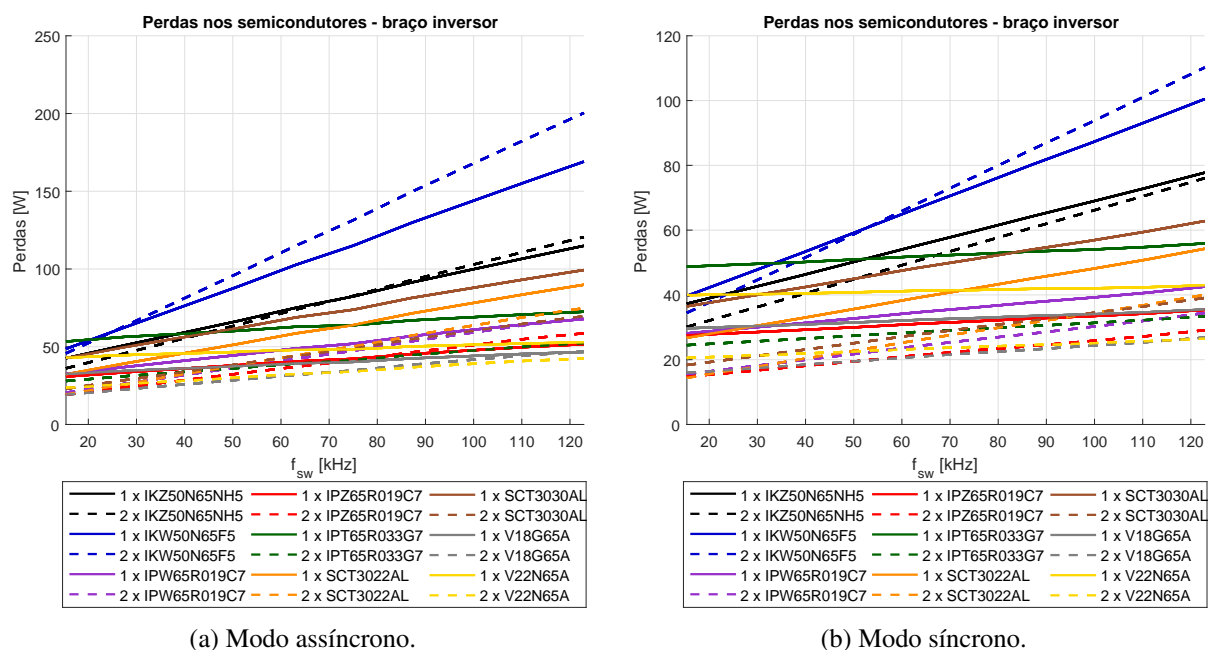 Perdas nos semicondutores - braço inversor
250
200
150
100
50
0
Perdas [W]
20 30 40 50 60 70 80 90 100 110 120
f_sw [kHz]
1 x IKZ50N65NH5 1 x IPZ65R019C7 1 x SCT3030AL
2 x IKZ50N65NH5 2 x IPZ65R019C7 2 x SCT3030AL
1 x IKW50N65F5 1 x IPT65R033G7 1 x V18G65A
2 x IKW50N65F5 2 x IPT65R033G7 2 x V18G65A
1 x IPW65R019C7 1 x SCT3022AL 1 x V22N65A
2 x IPW65R019C7 2 x SCT3022AL 2 x V22N65A
(a) Modo assíncrono.
Perdas nos semicondutores - braço inversor
120
100
80
60
40
20
0
Perdas [W]
20 30 40 50 60 70 80 90 100 110 120
f_sw [kHz]
1 x IKZ50N65NH5 1 x IPZ65R019C7 1 x SCT3030AL
2 x IKZ50N65NH5 2 x IPZ65R019C7 2 x SCT3030AL
1 x IKW50N65F5 1 x IPT65R033G7 1 x V18G65A
2 x IKW50N65F5 2 x IPT65R033G7 2 x V18G65A
1 x IPW65R019C7 1 x SCT3022AL 1 x V22N65A
2 x IPW65R019C7 2 x SCT3022AL 2 x V22N65A
(b) Modo síncrono.